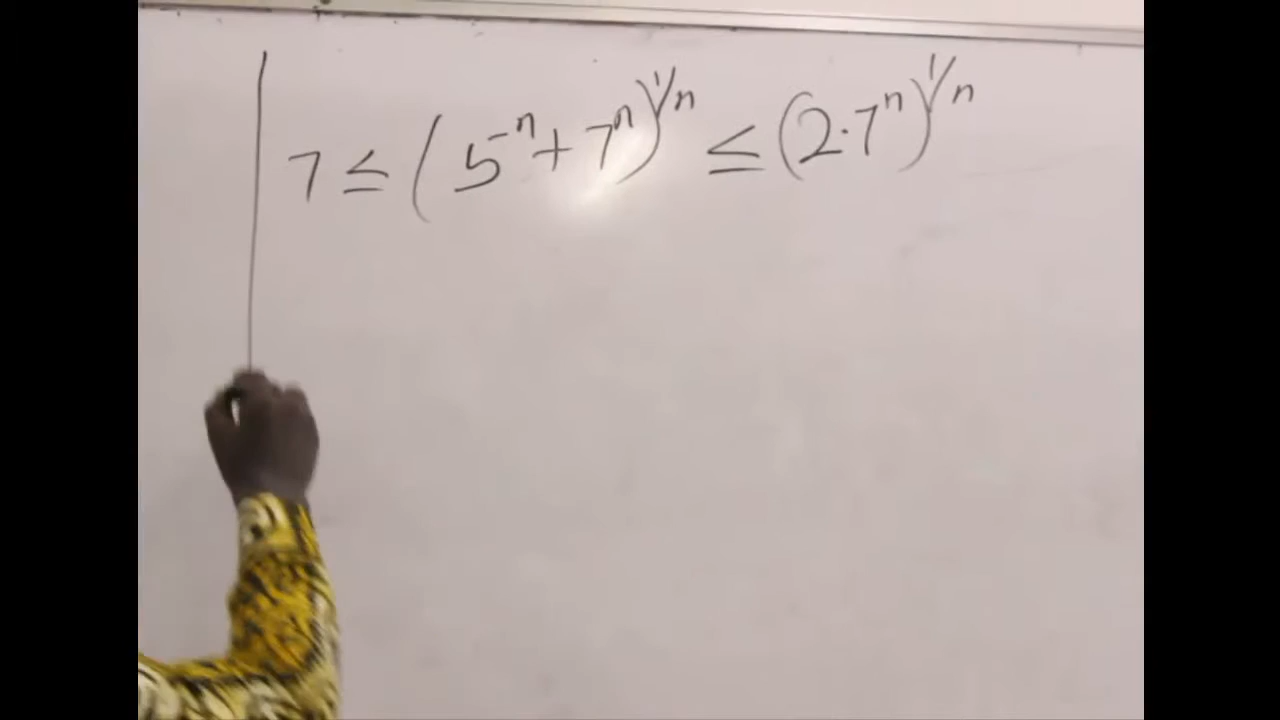 7 ≤ (5ⁿ + 7ⁿ)^1/n ≤ (2·7ⁿ)^1/n